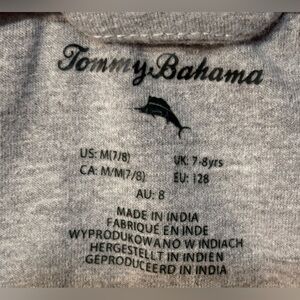 Tommy Bahama
US: M(7/8) UK: 7-8yrs
CA: M/M(7/8) EU: 128
AU: 8
MADE IN INDIA
FABRIQUÉ EN INDE
WYPRODUKOWANO W INDIACH
HERGESTELLT IN INDIEN
GEPRODUCEERD IN INDIA